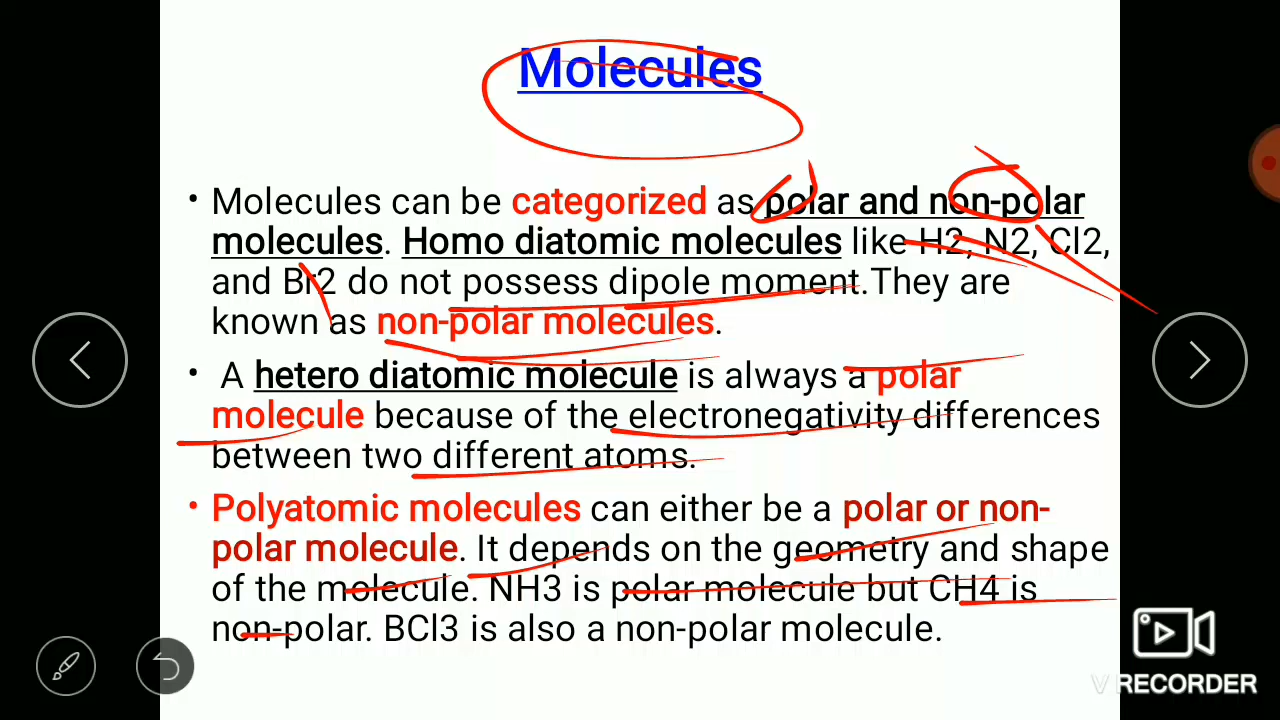 Molecules
• Molecules can be categorized as polar and non-polar
molecules. Homo diatomic molecules like H2, N2, Cl2,
and Br2 do not possess dipole moment.They are
known as non-polar molecules.
• A hetero diatomic molecule is always a polar
molecule because of the electronegativity differences
between two different atoms.
• Polyatomic molecules can either be a polar or non-
polar molecule. It depends on the geometry and shape
of the molecule. NH3 is polar molecule but CH4 is
non-polar. BCl3 is also a non-polar molecule.
V RECORDER